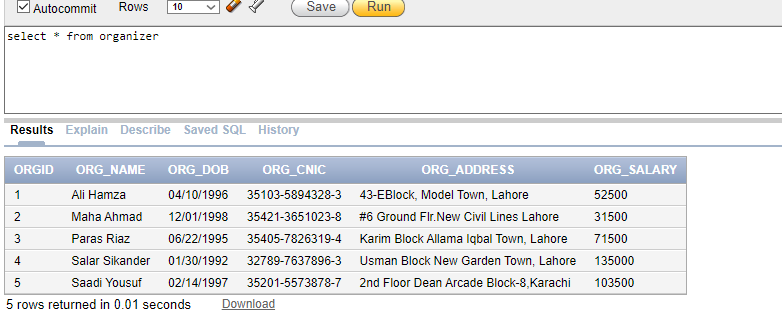 Autocommit Rows 10 Save Run
select * from organizer
Results Explain Describe Saved SQL History
ORGID ORG_NAME ORG_DOB ORG_CNIC ORG_ADDRESS ORG_SALARY
1 Ali Hamza 04/10/1996 35103-5894328-3 43-EBlock, Model Town, Lahore 52500
2 Maha Ahmad 12/01/1998 35421-3651023-8 #6 Ground Flr.New Civil Lines Lahore 31500
3 Paras Riaz 06/22/1995 35405-7826319-4 Karim Block Allama Iqbal Town, Lahore 71500
4 Salar Sikander 01/30/1992 32789-7637896-3 Usman Block New Garden Town, Lahore 135000
5 Saadi Yousuf 02/14/1997 35201-5573878-7 2nd Floor Dean Arcade Block-8,Karachi 103500
5 rows returned in 0.01 seconds Download